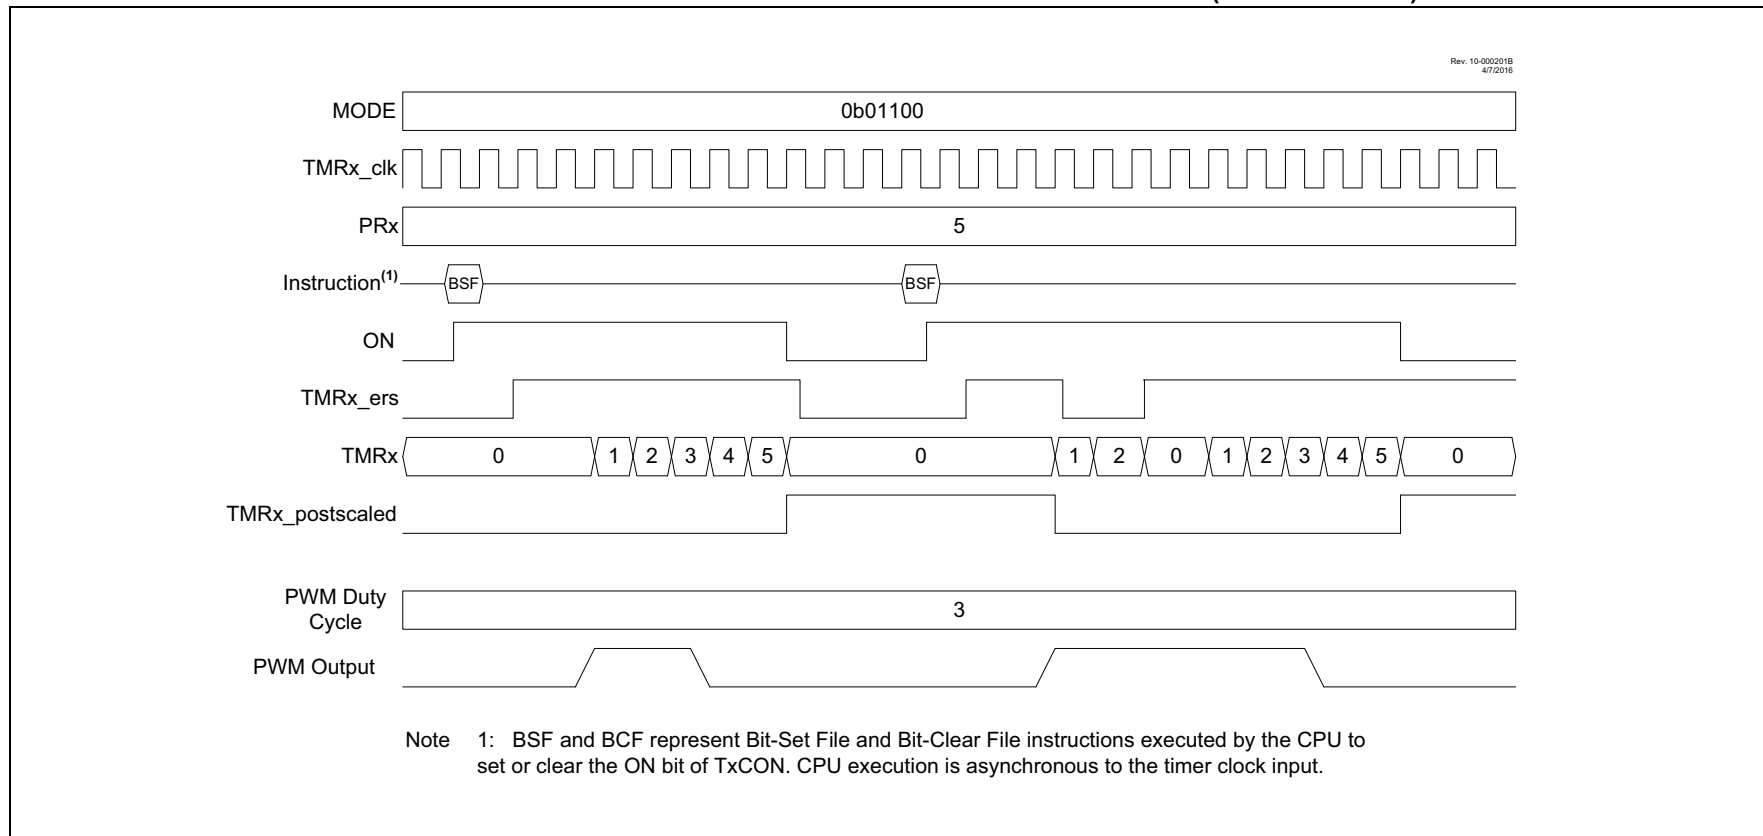 Rev. 10-000201B
4/7/2016
MODE 0b01100
TMRx_clk
PRx 5
Instruction(1) BSF BSF
ON
TMRx_ers
TMRx 0 1 2 3 4 5 0 1 2 0 1 2 3 4 5 0
TMRx_postscaled
PWM Duty
Cycle 3
PWM Output
Note 1: BSF and BCF represent Bit-Set File and Bit-Clear File instructions executed by the CPU to
set or clear the ON bit of TxCON. CPU execution is asynchronous to the timer clock input.